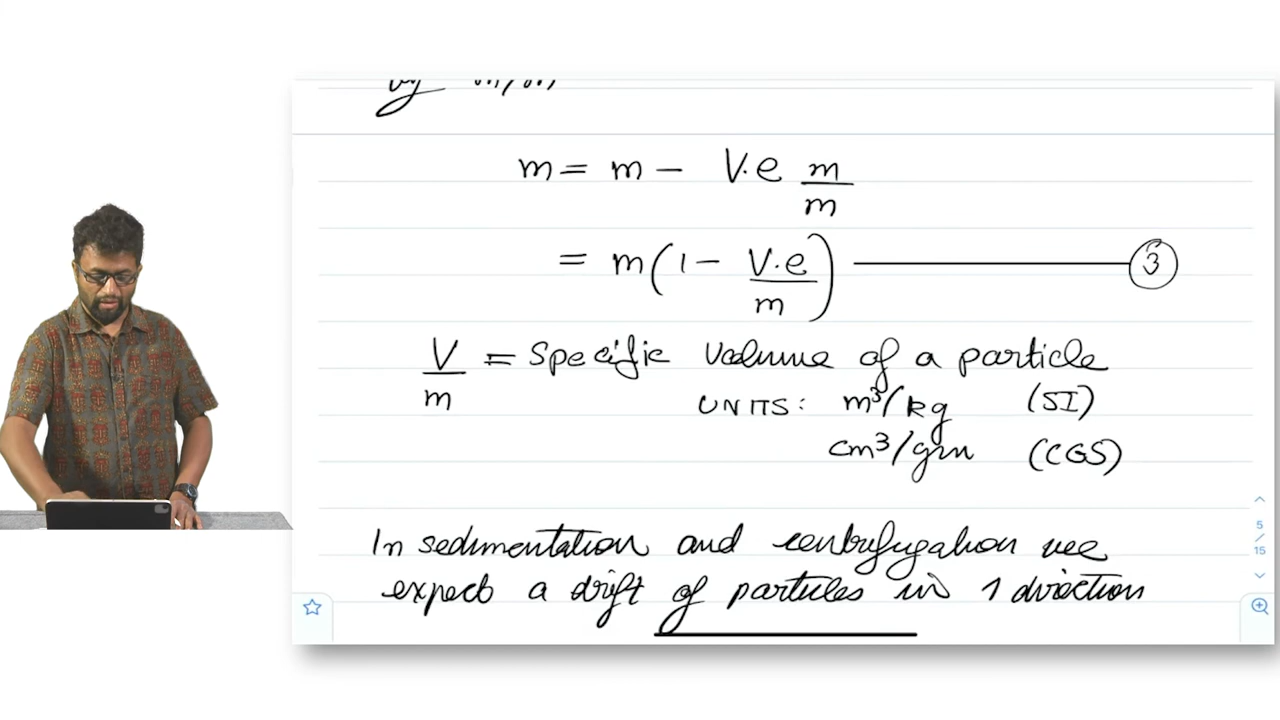 by m/m
m = m - V.e m/m
= m(1 - V.e/m) ③
V/m = Specific Volume of a particle
UNITS: m³/kg (SI)
cm³/gm (CGS)
In sedimentation and centrifugation we
expect a drift of particles in 1 direction
5
/
15